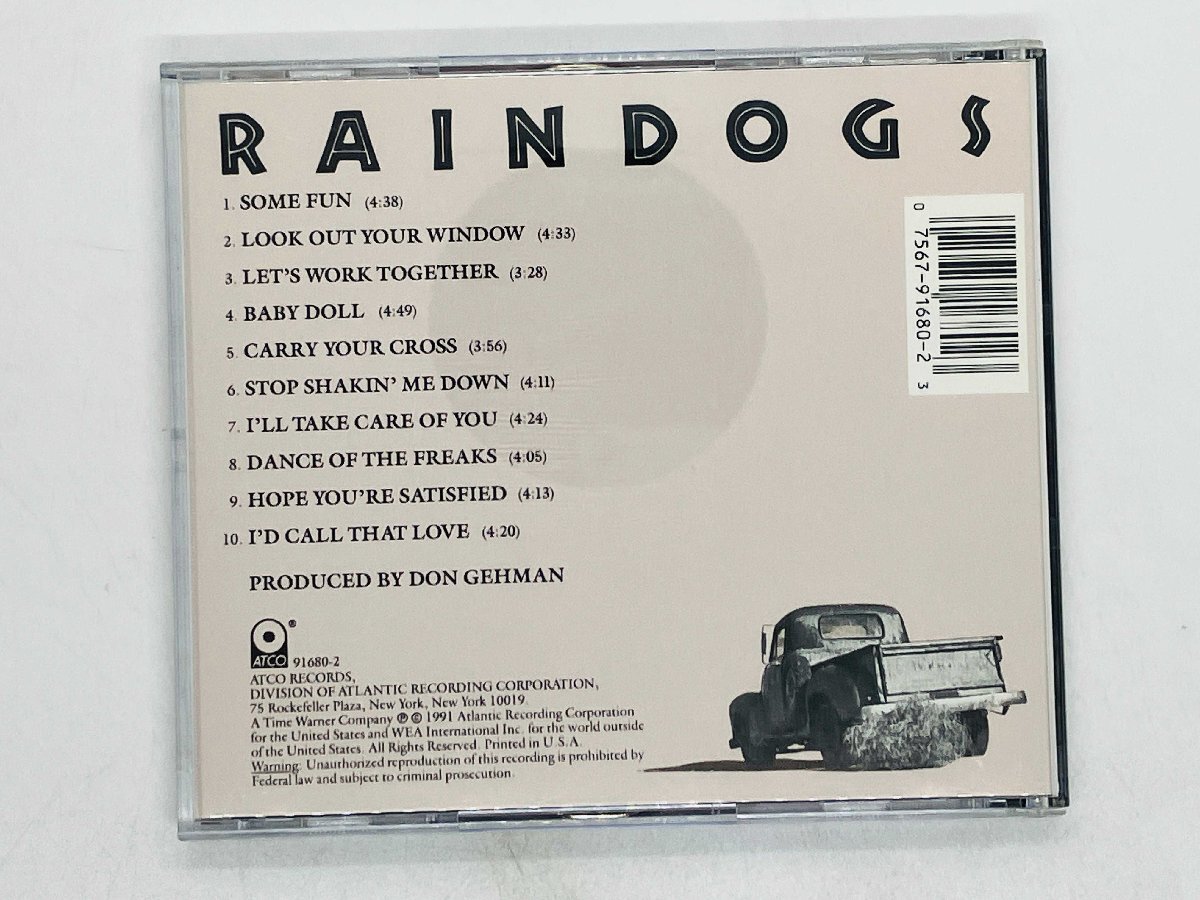 RAINDOGS
1. SOME FUN (4:38)
2. LOOK OUT YOUR WINDOW (4:33)
3. LET'S WORK TOGETHER (3:28)
4. BABY DOLL (4:49)
5. CARRY YOUR CROSS (3:56)
6. STOP SHAKIN' ME DOWN (4:11)
7. I'LL TAKE CARE OF YOU (4:24)
8. DANCE OF THE FREAKS (4:05)
9. HOPE YOU'RE SATISFIED (4:13)
10. I'D CALL THAT LOVE (4:20)
PRODUCED BY DON GEHMAN
0 7567-91680-2 3
ATCO ® 91680-2
ATCO RECORDS,
DIVISION OF ATLANTIC RECORDING CORPORATION,
75 Rockefeller Plaza, New York, New York 10019.
A Time Warner Company ℗ © 1991 Atlantic Recording Corporation
for the United States and WEA International Inc. for the world outside
of the United States. All Rights Reserved. Printed in U.S.A.
Warning: Unauthorized reproduction of this recording is prohibited by
Federal law and subject to criminal prosecution.